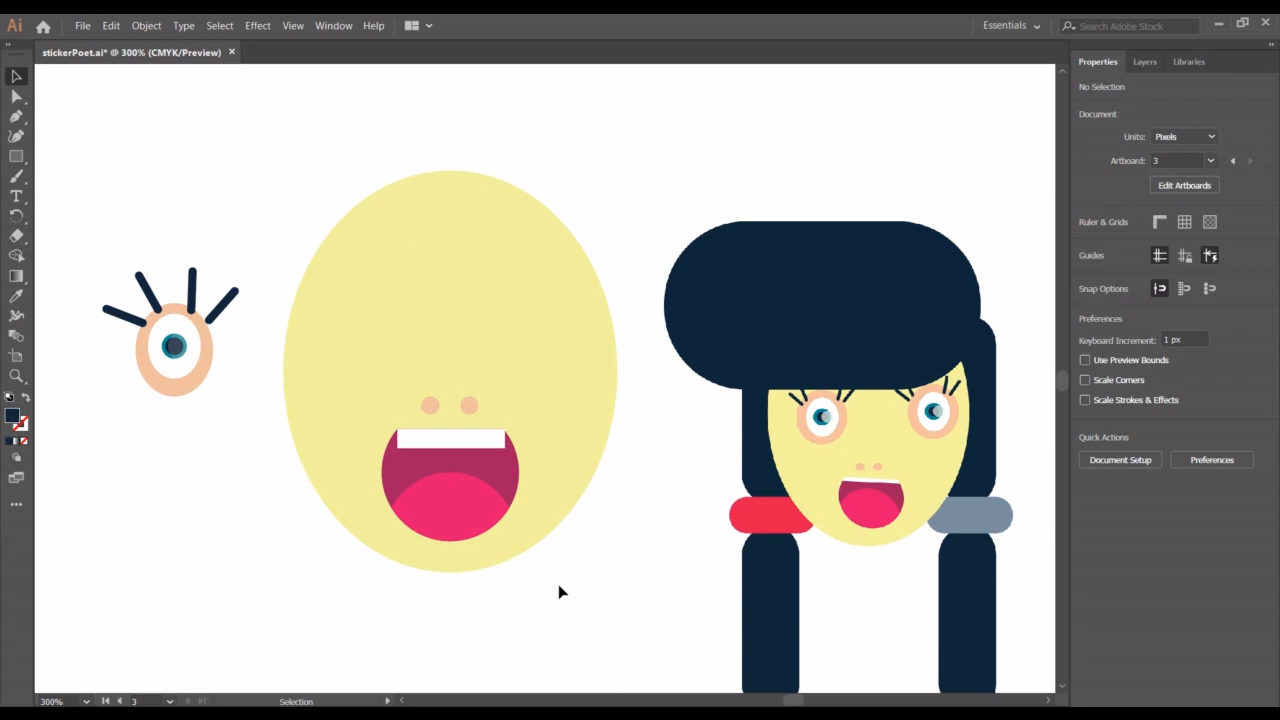 Ai File Edit Object Type Select Effect View Window Help Essentials Search Adobe Stock
stickerPoet.ai* @ 300% (CMYK/Preview) ×
Properties Layers Libraries
No Selection
Document
Units: Pixels
Artboard: 3
Edit Artboards
Ruler & Grids
Guides
Snap Options
Preferences
Keyboard Increment: 1 px
Use Preview Bounds
Scale Corners
Scale Strokes & Effects
Quick Actions
Document Setup Preferences
300% 3 Selection